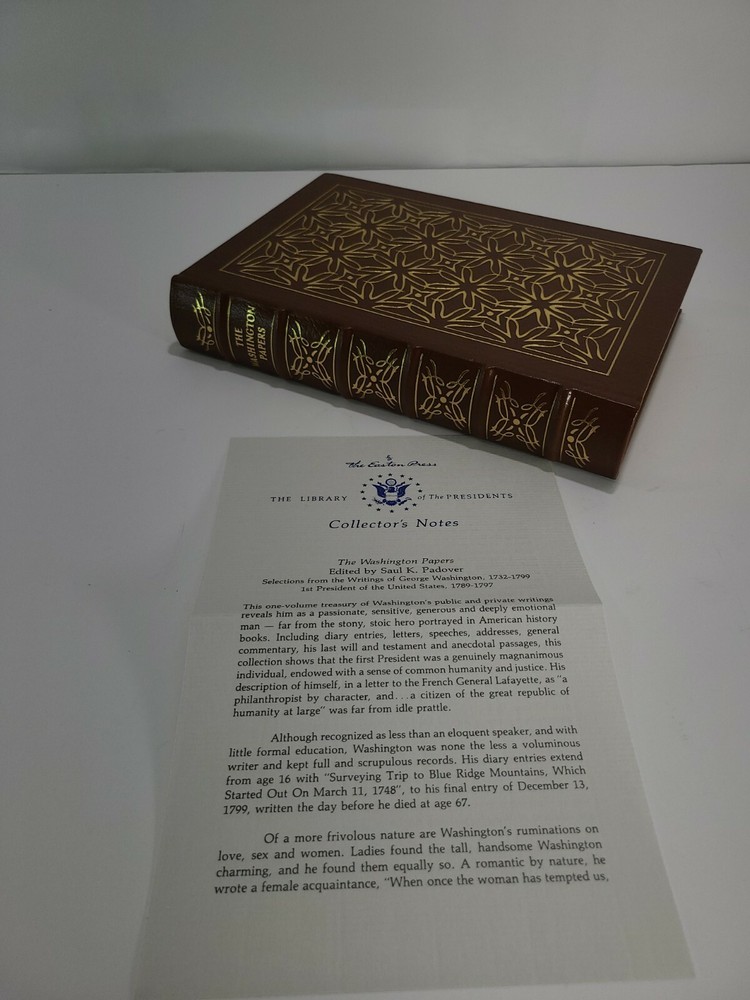 THE
WASHINGTON
PAPERS
The Easton Press
THE LIBRARY of The PRESIDENTS
Collector's Notes
The Washington Papers
Edited by Saul K. Padover
Selections from the Writings of George Washington, 1732-1799
1st President of the United States, 1789-1797
This one-volume treasury of Washington's public and private writings
reveals him as a passionate, sensitive, generous and deeply emotional
man — far from the stony, stoic hero portrayed in American history
books. Including diary entries, letters, speeches, addresses, general
commentary, his last will and testament and anecdotal passages, this
collection shows that the first President was a genuinely magnanimous
individual, endowed with a sense of common humanity and justice. His
description of himself, in a letter to the French General Lafayette, as "a
philanthropist by character, and...a citizen of the great republic of
humanity at large" was far from idle prattle.
Although recognized as less than an eloquent speaker, and with
little formal education, Washington was none the less a voluminous
writer and kept full and scrupulous records. His diary entries extend
from age 16 with "Surveying Trip to Blue Ridge Mountains, Which
Started Out On March 11, 1748", to his final entry of December 13,
1799, written the day before he died at age 67.
Of a more frivolous nature are Washington's ruminations on
love, sex and women. Ladies found the tall, handsome Washington
charming, and he found them equally so. A romantic by nature, he
wrote a female acquaintance, "When once the woman has tempted us,